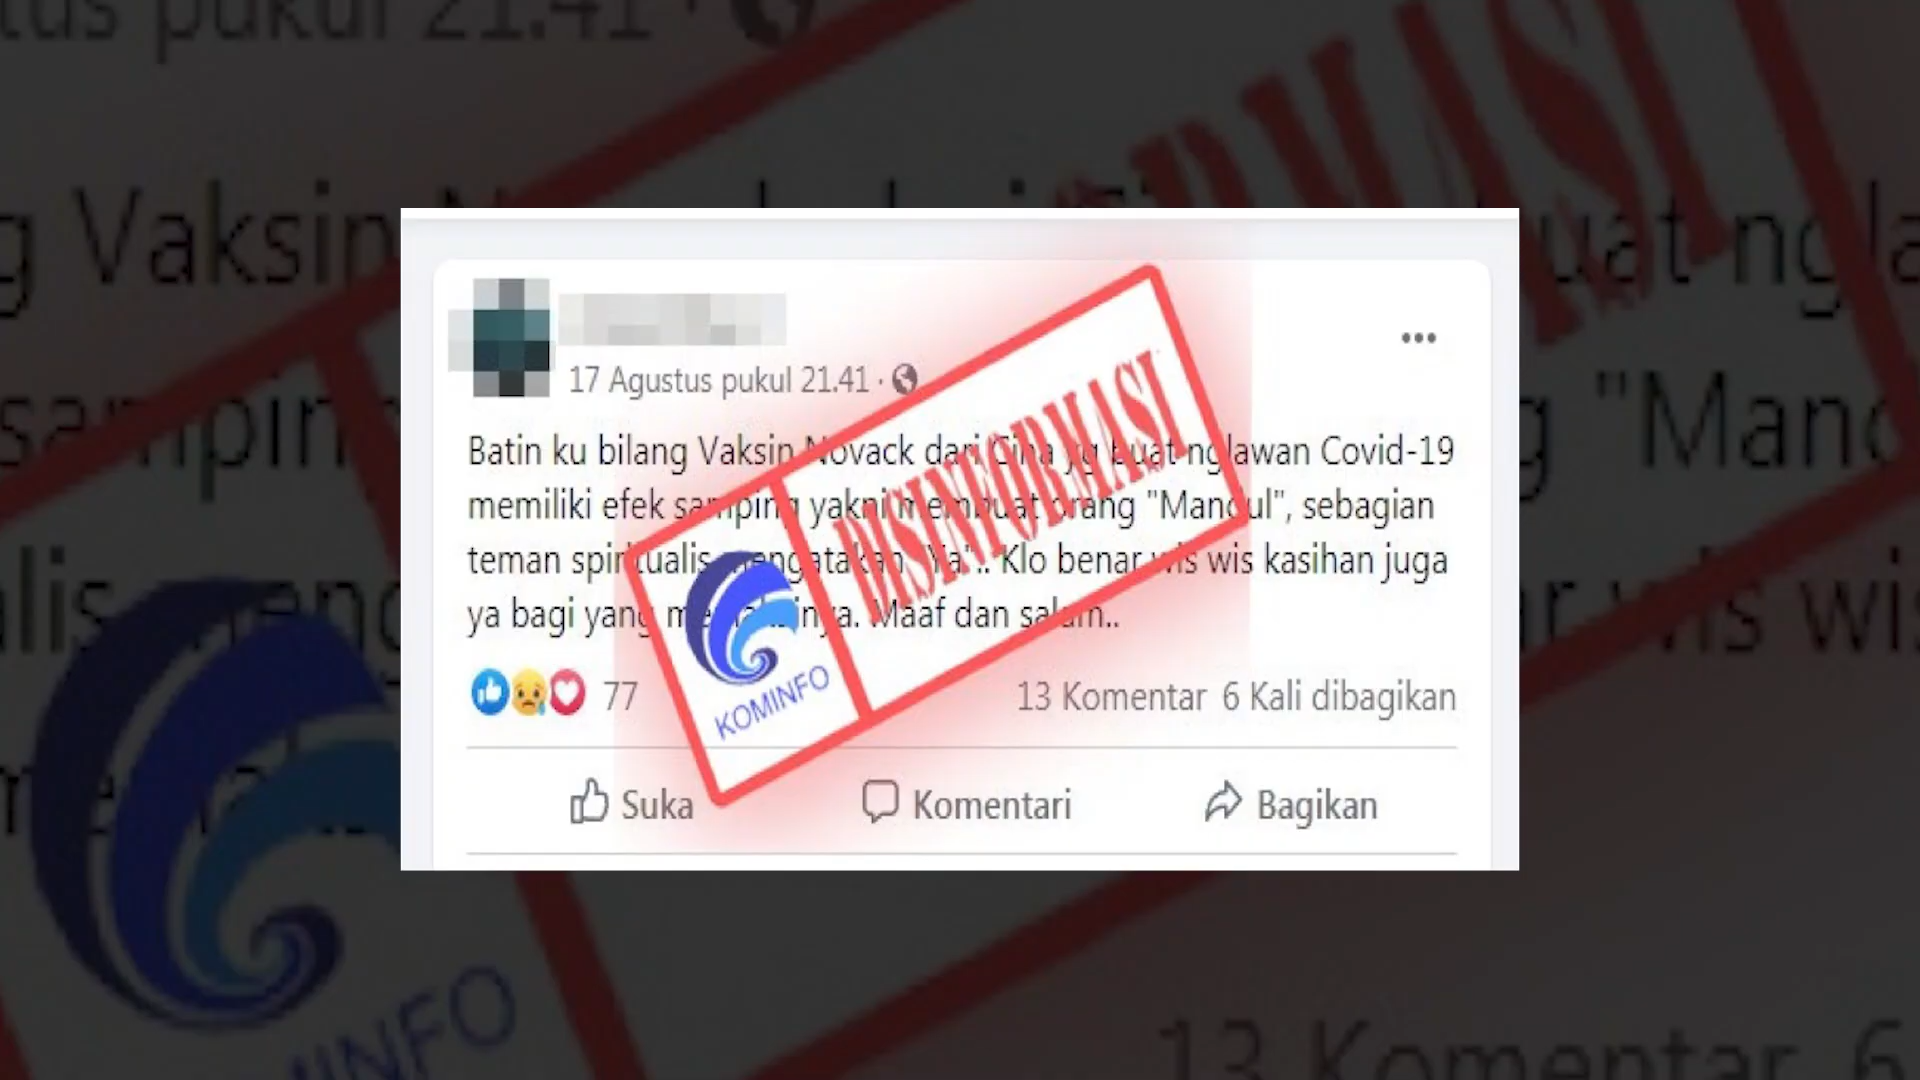 17 Agustus pukul 21.41 ·
Batin ku bilang Vaksin Novack dari Cina yg buat nglawan Covid-19
memiliki efek samping yakni membuat orang "Mandul", sebagian
teman spiritualis mengatakan "Ya".. Klo benar wis wis kasihan juga
ya bagi yang memakainya. Maaf dan salam..
DISINFORMASI
KOMINFO
77
13 Komentar 6 Kali dibagikan
Suka Komentari Bagikan